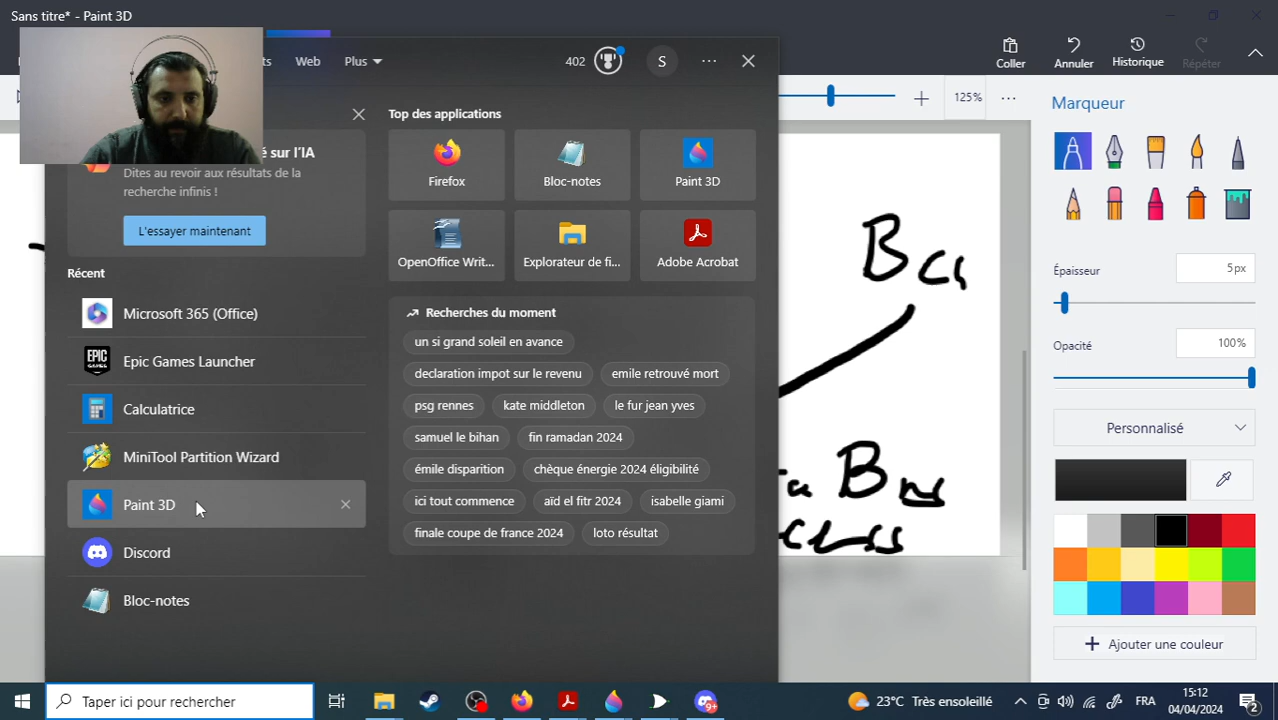 Sans titre* - Paint 3D
Web
Plus
402
S
Coller
Annuler
Historique
Répéter
125%
sur l'IA
Dites au revoir aux résultats de la
recherche infinis !
L'essayer maintenant
Récent
Microsoft 365 (Office)
EPIC
GAMES
Epic Games Launcher
Calculatrice
MiniTool Partition Wizard
Paint 3D
Discord
Bloc-notes
Top des applications
Firefox
Bloc-notes
Paint 3D
OpenOffice Writ...
Explorateur de fi...
Adobe Acrobat
Recherches du moment
un si grand soleil en avance
declaration impot sur le revenu
emile retrouvé mort
psg rennes
kate middleton
le fur jean yves
samuel le bihan
fin ramadan 2024
émile disparition
chèque énergie 2024 éligibilité
ici tout commence
aïd el fitr 2024
isabelle giami
finale coupe de france 2024
loto résultat
Marqueur
Épaisseur
5px
Opacité
100%
Personnalisé
Ajouter une couleur
Taper ici pour rechercher
9+
23°C Très ensoleillé
FRA
15:12
04/04/2024
2